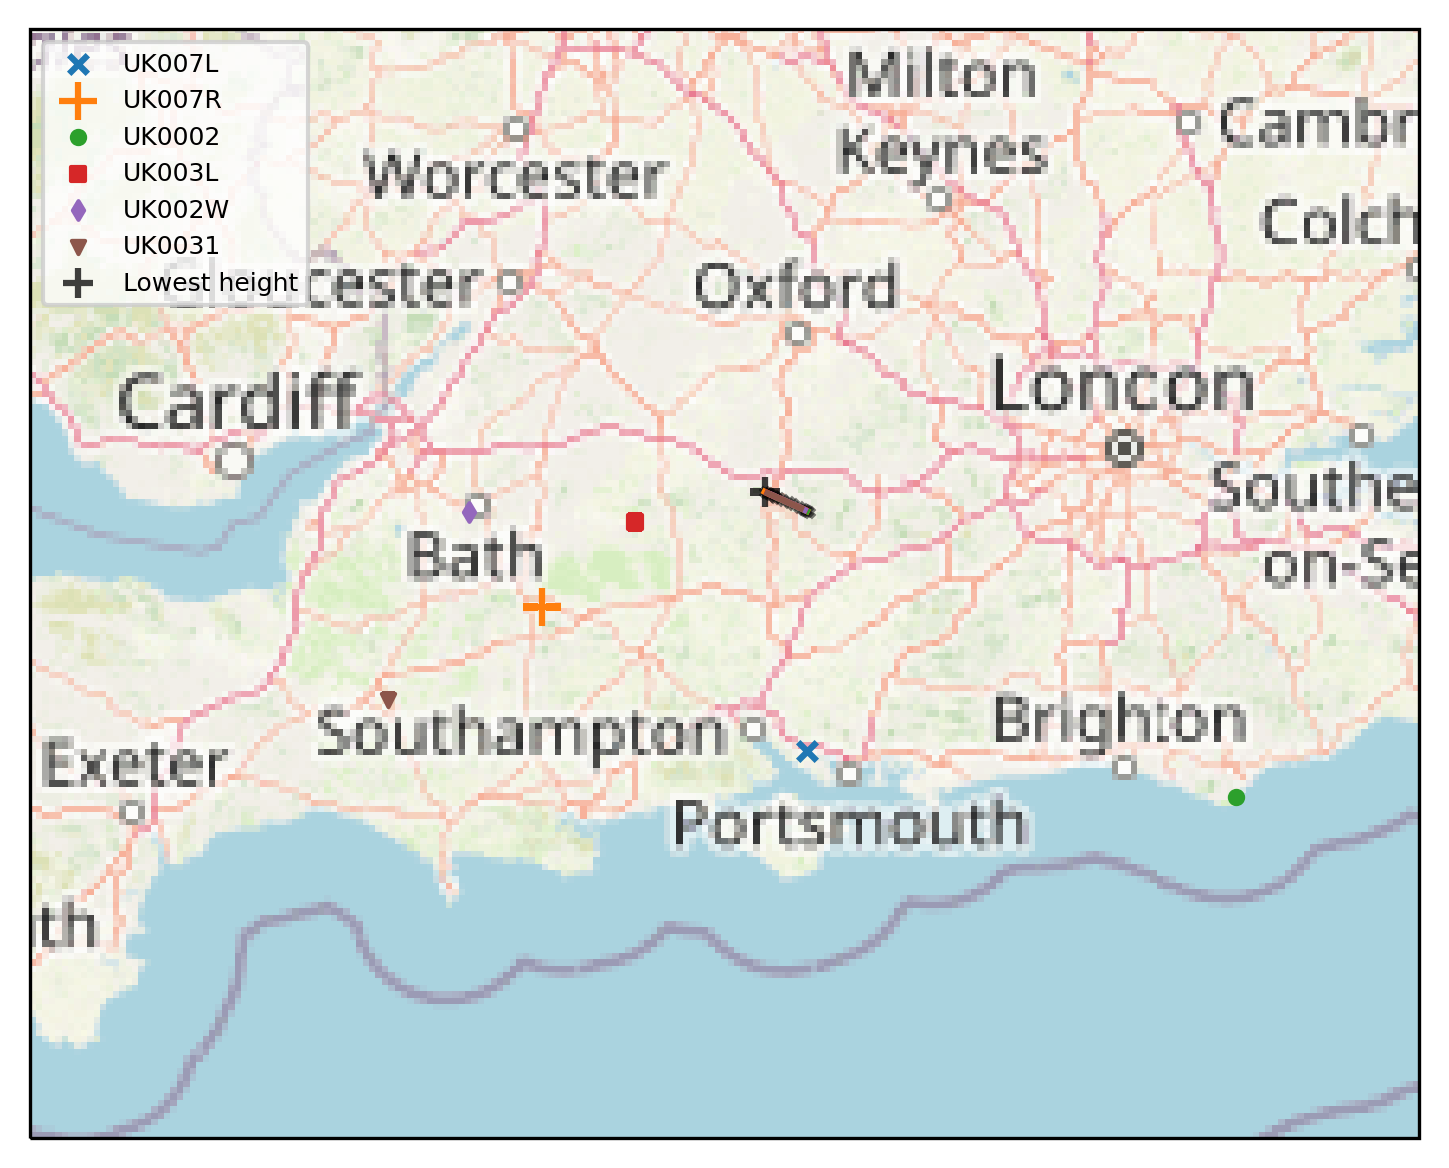 UK007L
UK007R
UK0002
UK003L
UK002W
UK0031
Lowest height
Milton
Keynes
Cambr
Worcester
Colch
cester
Oxford
Cardiff
Loncon
Southe
Bath
on-Se
Southampton
Brighton
Exeter
Portsmouth
th